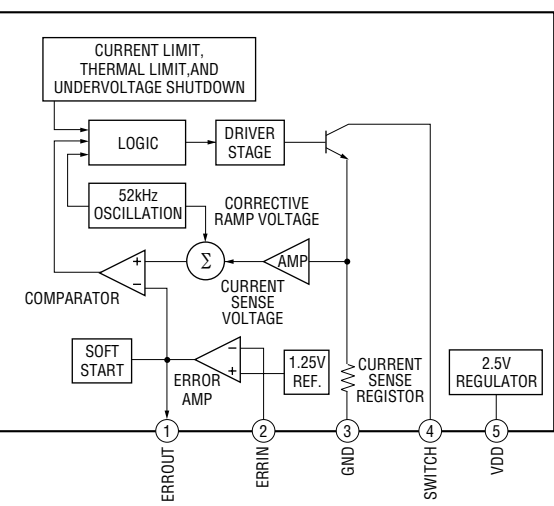 CURRENT LIMIT,
THERMAL LIMIT,AND
UNDERVOLTAGE SHUTDOWN
LOGIC
DRIVER
STAGE
52kHz
OSCILLATION
CORRECTIVE
RAMP VOLTAGE
+
−
Σ
AMP
COMPARATOR
CURRENT
SENSE
VOLTAGE
SOFT
START
−
+
ERROR
AMP
1.25V
REF.
CURRENT
SENSE
REGISTOR
2.5V
REGULATOR
1
2
3
4
5
ERROUT
ERRIN
GND
SWITCH
VDD